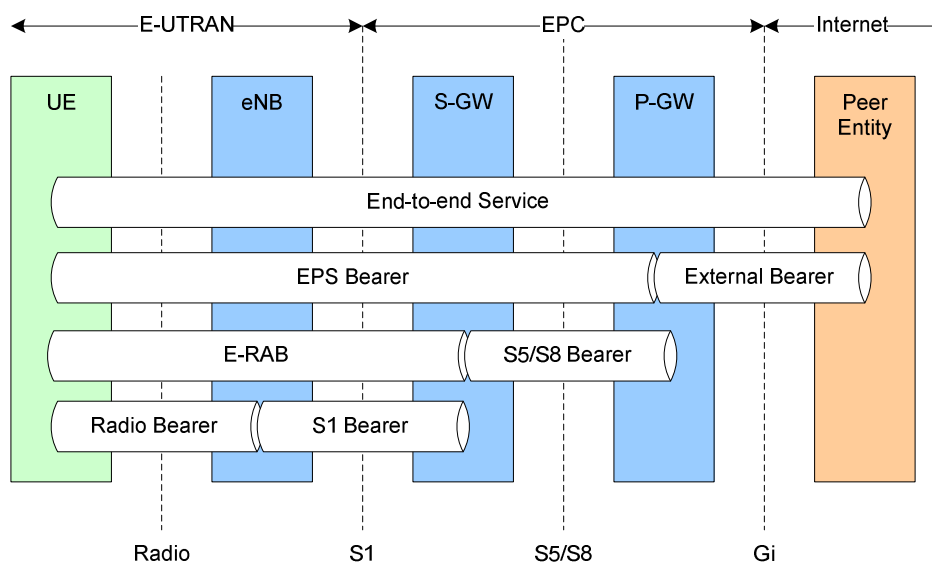 E-UTRAN
EPC
Internet
UE
eNB
S-GW
P-GW
Peer
Entity
End-to-end Service
EPS Bearer
External Bearer
E-RAB
S5/S8 Bearer
Radio Bearer
S1 Bearer
Radio
S1
S5/S8
Gi